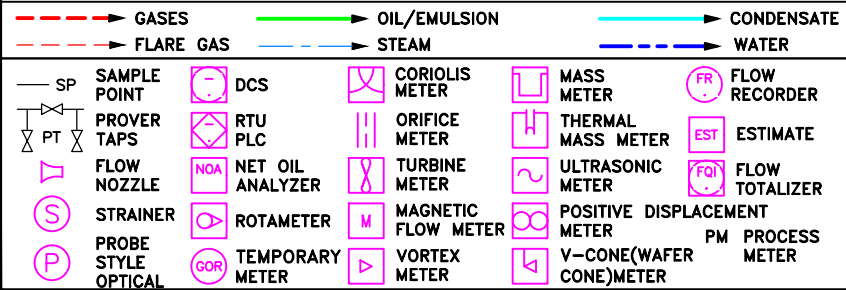 GASES
OIL/EMULSION
CONDENSATE
FLARE GAS
STEAM
WATER
SP
SAMPLE
POINT
DCS
CORIOLIS
METER
MASS
METER
FR
FLOW
RECORDER
PT
PROVER
TAPS
RTU
PLC
ORIFICE
METER
THERMAL
MASS METER
EST
ESTIMATE
FLOW
NOZZLE
NOA
NET OIL
ANALYZER
TURBINE
METER
ULTRASONIC
METER
FQI
FLOW
TOTALIZER
S
STRAINER
ROTAMETER
M
MAGNETIC
FLOW METER
POSITIVE DISPLACEMENT
METER
PM PROCESS
METER
P
PROBE
STYLE
OPTICAL
GOR
TEMPORARY
METER
VORTEX
METER
V-CONE(WAFER
CONE)METER